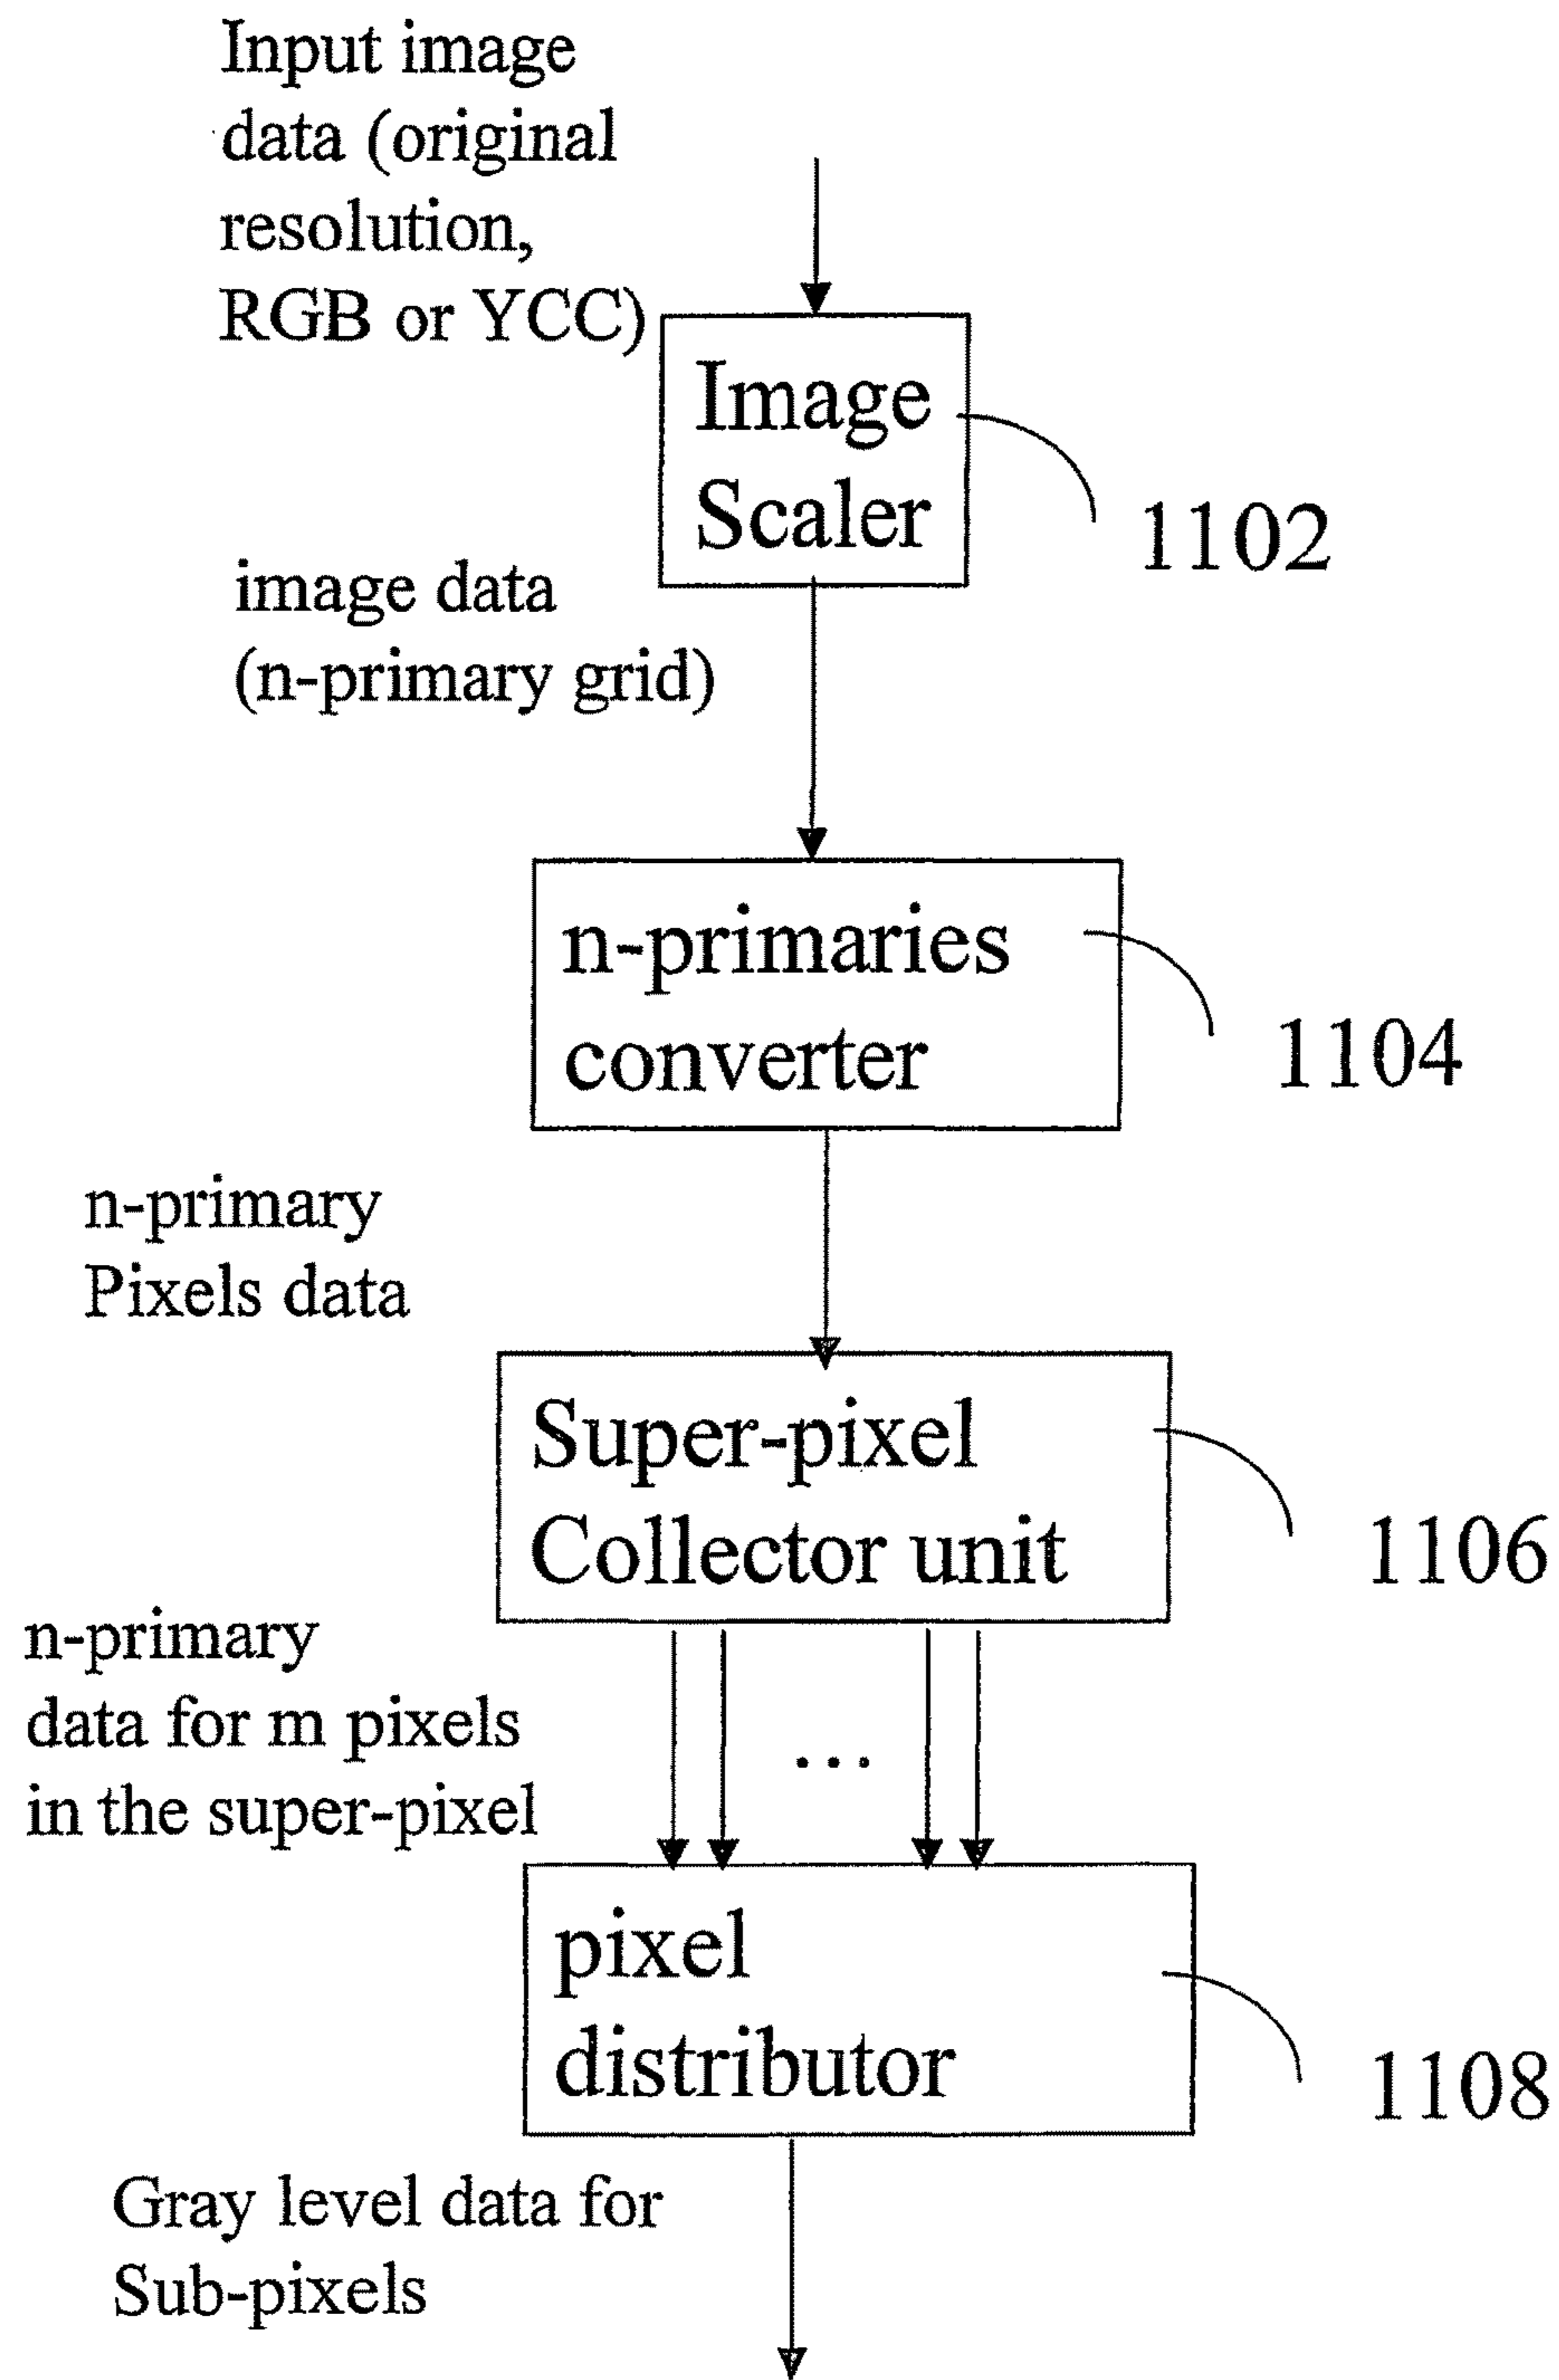 Input image
data (original
resolution,
RGB or YCC)
Image
Scaler
1102
image data
(n-primary grid)
n-primaries
converter
1104
n-primary
Pixels data
Super-pixel
Collector unit
1106
n-primary
data for m pixels
in the super-pixel
...
pixel
distributor
1108
Gray level data for
Sub-pixels